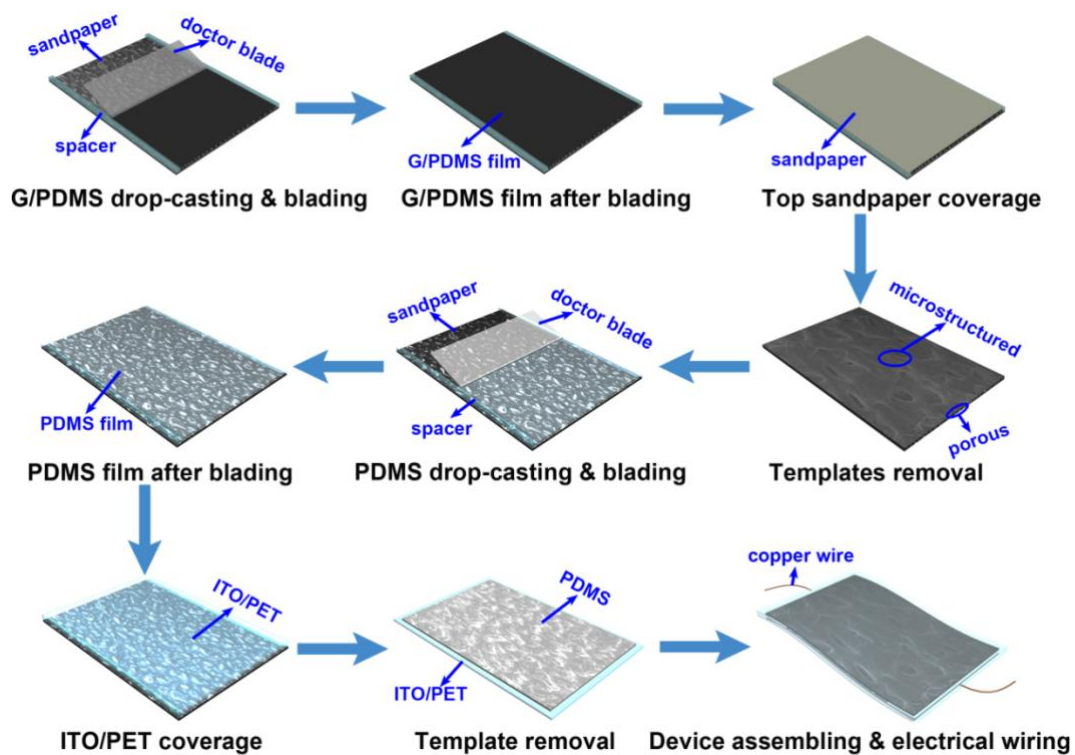 sandpaper
doctor blade
spacer
G/PDMS drop-casting & blading
G/PDMS film
G/PDMS film after blading
sandpaper
Top sandpaper coverage
microstructured
porous
Templates removal
sandpaper
doctor blade
spacer
PDMS drop-casting & blading
PDMS film
PDMS film after blading
ITO/PET
ITO/PET coverage
PDMS
ITO/PET
Template removal
copper wire
Device assembling & electrical wiring